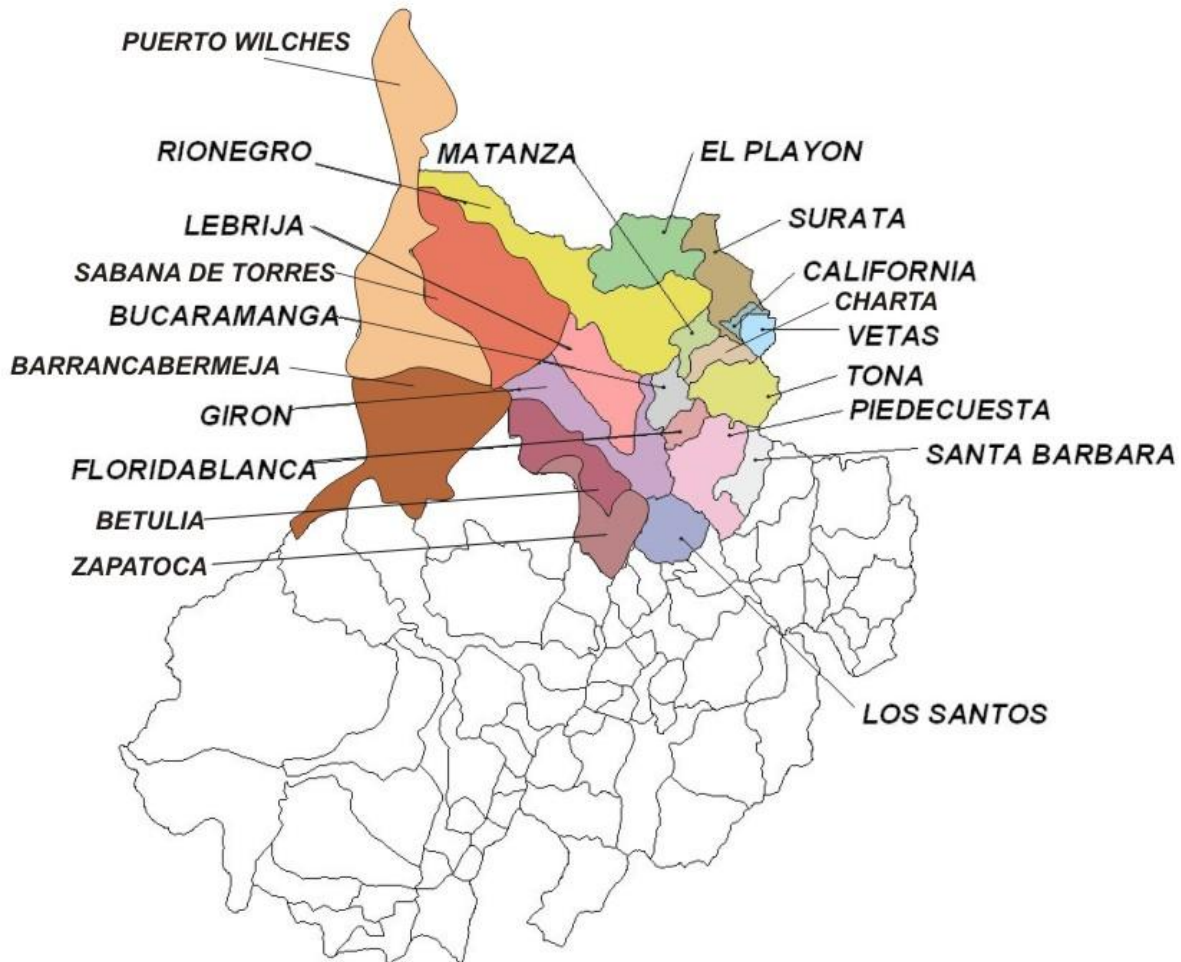 PUERTO WILCHES
RIONEGRO
MATANZA
EL PLAYON
LEBRIJA
SURATA
SABANA DE TORRES
CALIFORNIA
BUCARAMANGA
CHARTA
VETAS
BARRANCABERMEJA
TONA
GIRON
PIEDECUESTA
FLORIDABLANCA
SANTA BARBARA
BETULIA
ZAPATOCA
LOS SANTOS